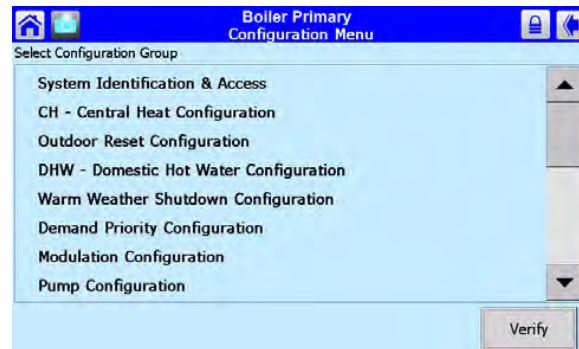 Boiler Primary
Configuration Menu
Select Configuration Group
System Identification & Access
CH - Central Heat Configuration
Outdoor Reset Configuration
DHW - Domestic Hot Water Configuration
Warm Weather Shutdown Configuration
Demand Priority Configuration
Modulation Configuration
Pump Configuration
Verify